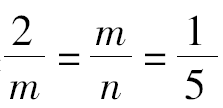 2/m = m/n = 1/5